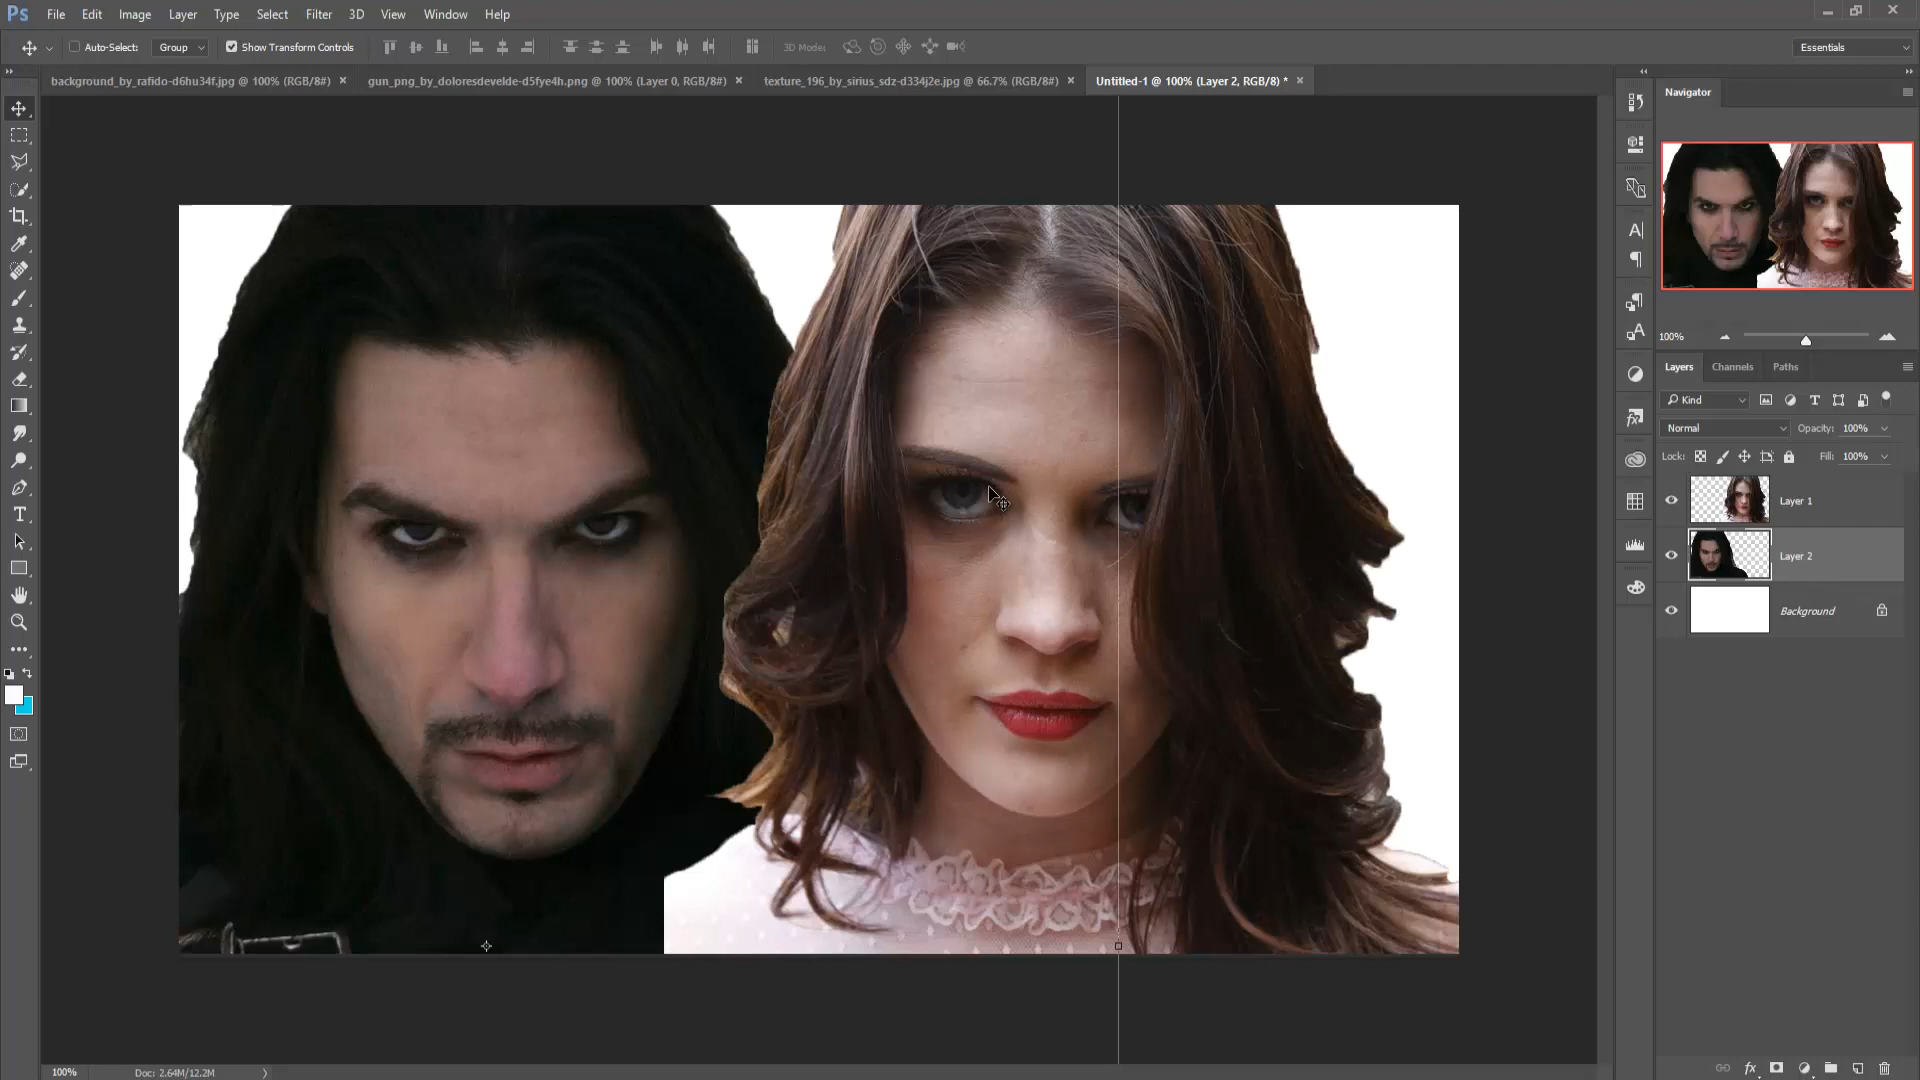 Ps File Edit Image Layer Type Select Filter 3D View Window Help
Auto-Select: Group Show Transform Controls 3D Mode: Essentials
background_by_rafido-d6hu34f.jpg @ 100% (RGB/8#) × gun_png_by_doloresdevelde-d5fye4h.png @ 100% (Layer 0, RGB/8#) × texture_196_by_sirius_sdz-d334j2e.jpg @ 66.7% (RGB/8#) × Untitled-1 @ 100% (Layer 2, RGB/8) * ×
Navigator
100%
Layers Channels Paths
Kind
Normal Opacity: 100%
Lock: Fill: 100%
Layer 1
Layer 2
Background
100% Doc: 2.64M/12.2M